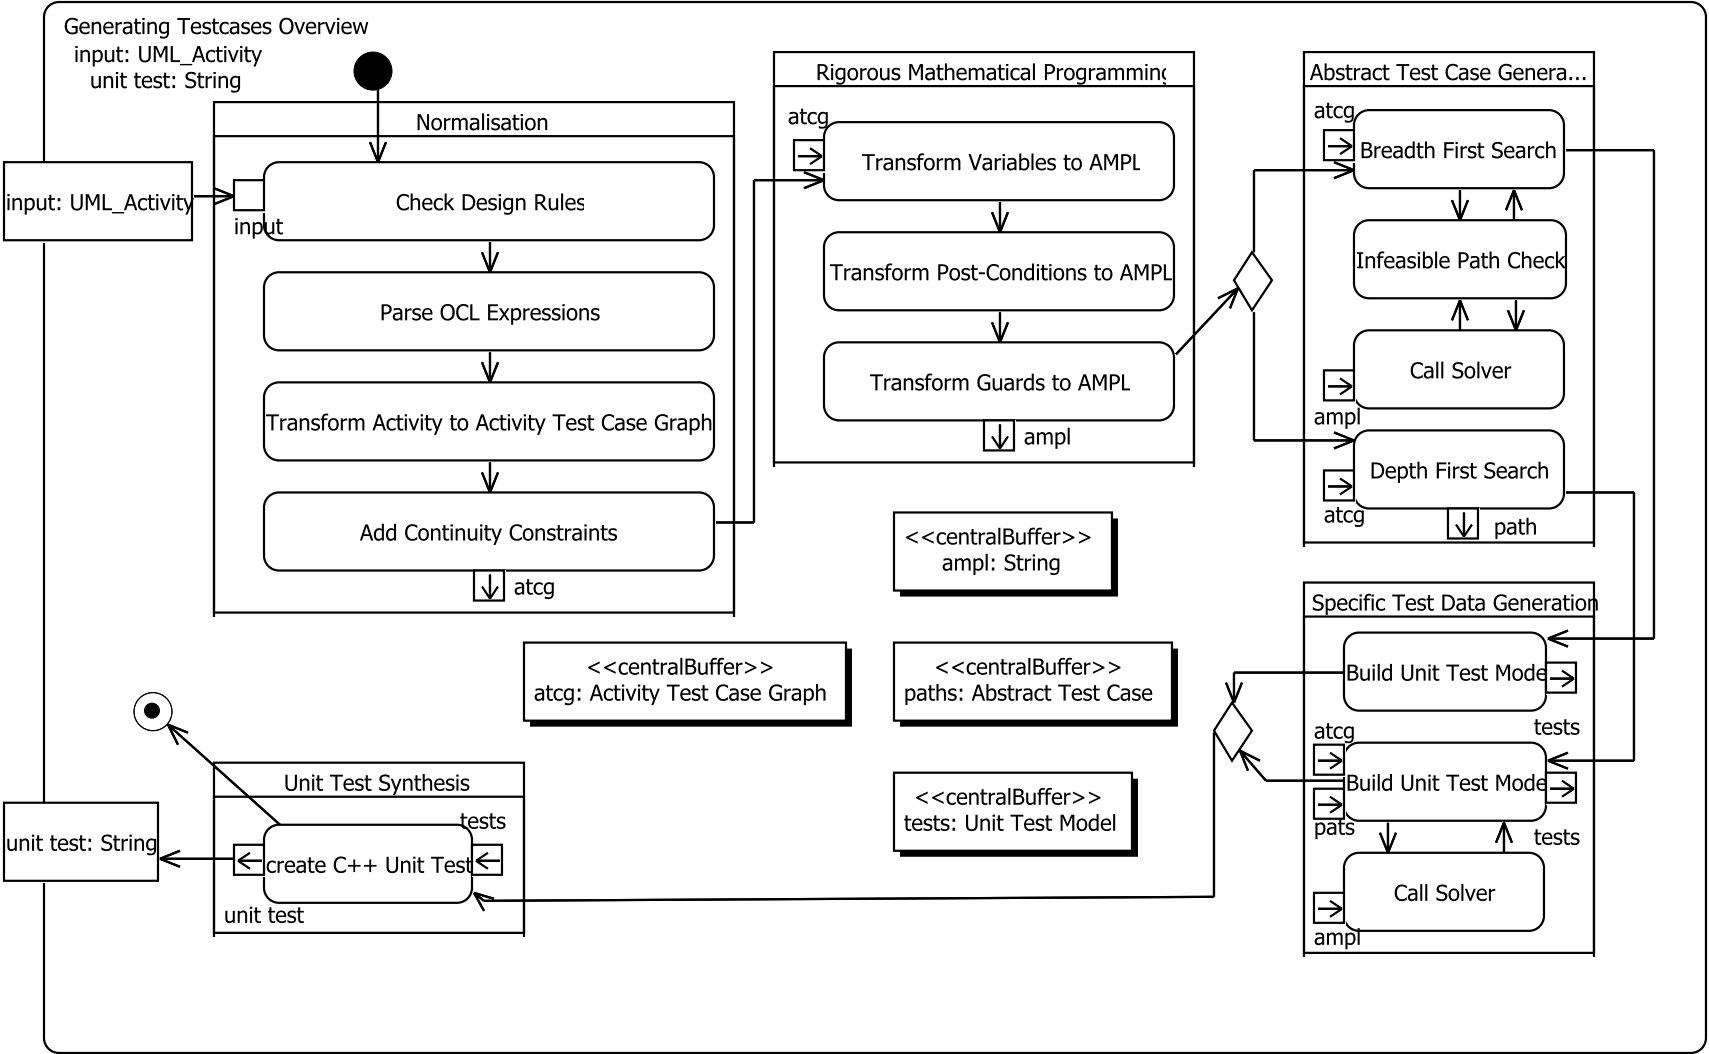 Generating Testcases Overview
input: UML_Activity
unit test: String
input: UML_Activity
Normalisation
input
Check Design Rules
Parse OCL Expressions
Transform Activity to Activity Test Case Graph
Add Continuity Constraints
atcg
Rigorous Mathematical Programming
atcg
Transform Variables to AMPL
Transform Post-Conditions to AMPL
Transform Guards to AMPL
ampl
Abstract Test Case Genera...
atcg
Breadth First Search
Infeasible Path Check
Call Solver
ampl
Depth First Search
atcg
path
<<centralBuffer>>
ampl: String
<<centralBuffer>>
atcg: Activity Test Case Graph
<<centralBuffer>>
paths: Abstract Test Case
<<centralBuffer>>
tests: Unit Test Model
Specific Test Data Generation
Build Unit Test Mode
tests
atcg
Build Unit Test Mode
pats
tests
Call Solver
ampl
Unit Test Synthesis
tests
create C++ Unit Test
unit test
unit test: String